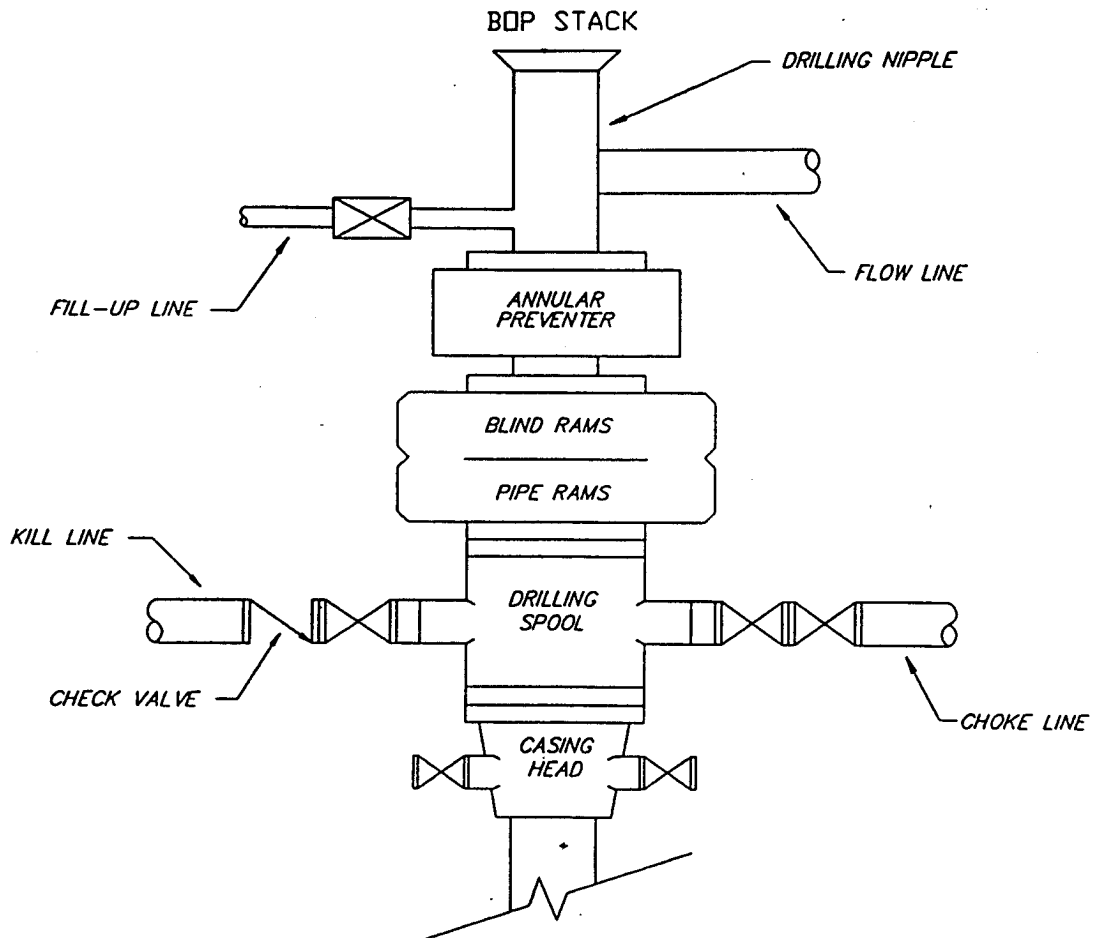 BOP STACK
DRILLING NIPPLE
FLOW LINE
FILL-UP LINE
ANNULAR
PREVENTER
BLIND RAMS
PIPE RAMS
KILL LINE
DRILLING
SPOOL
CHECK VALVE
CHOKE LINE
CASING
HEAD